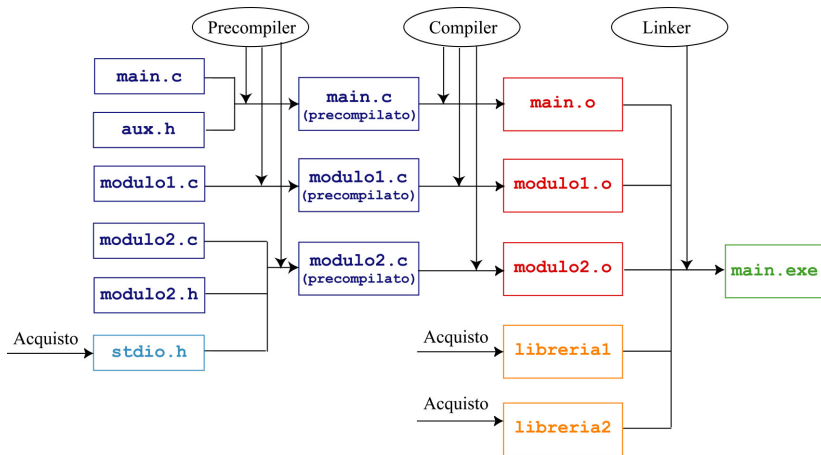 Precompiler
Compiler
Linker
main.c
aux.h
main.c
(precompilato)
main.o
modulo1.c
modulo1.c
(precompilato)
modulo1.o
modulo2.c
modulo2.h
modulo2.c
(precompilato)
modulo2.o
main.exe
Acquisto
stdio.h
Acquisto
libreria1
Acquisto
libreria2